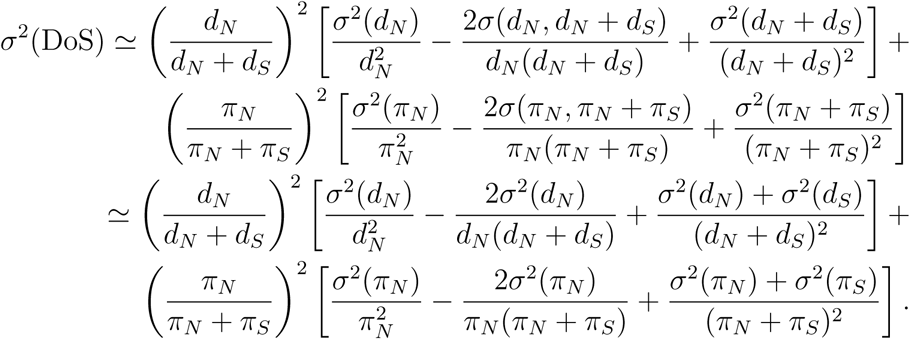 σ²(DoS) ≃ (d_N / (d_N + d_S))² [σ²(d_N) / d_N² − 2σ(d_N, d_N + d_S) / (d_N(d_N + d_S)) + σ²(d_N + d_S) / (d_N + d_S)²] +
(π_N / (π_N + π_S))² [σ²(π_N) / π_N² − 2σ(π_N, π_N + π_S) / (π_N(π_N + π_S)) + σ²(π_N + π_S) / (π_N + π_S)²]
≃ (d_N / (d_N + d_S))² [σ²(d_N) / d_N² − 2σ²(d_N) / (d_N(d_N + d_S)) + (σ²(d_N) + σ²(d_S)) / (d_N + d_S)²] +
(π_N / (π_N + π_S))² [σ²(π_N) / π_N² − 2σ²(π_N) / (π_N(π_N + π_S)) + (σ²(π_N) + σ²(π_S)) / (π_N + π_S)²] .